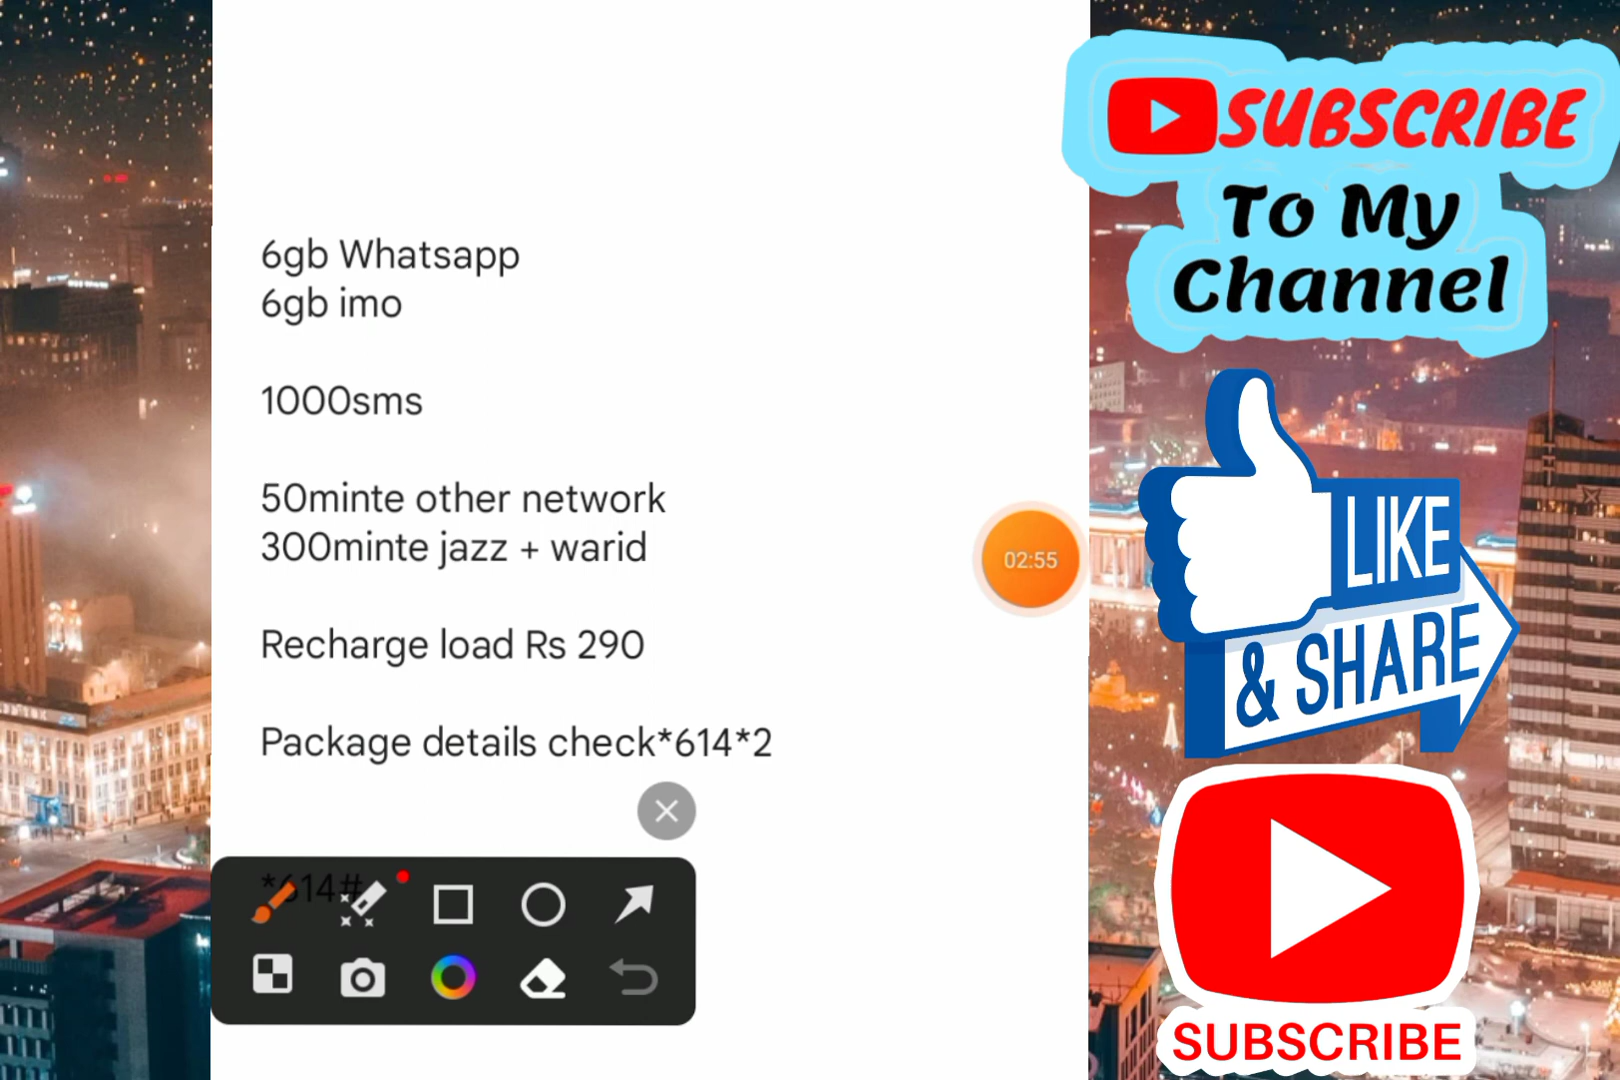 6gb Whatsapp
6gb imo
1000sms
50minte other network
300minte jazz + warid
Recharge load Rs 290
Package details check*614*2
*614#
02:55
SUBSCRIBE
To My
Channel
LIKE
& SHARE
SUBSCRIBE